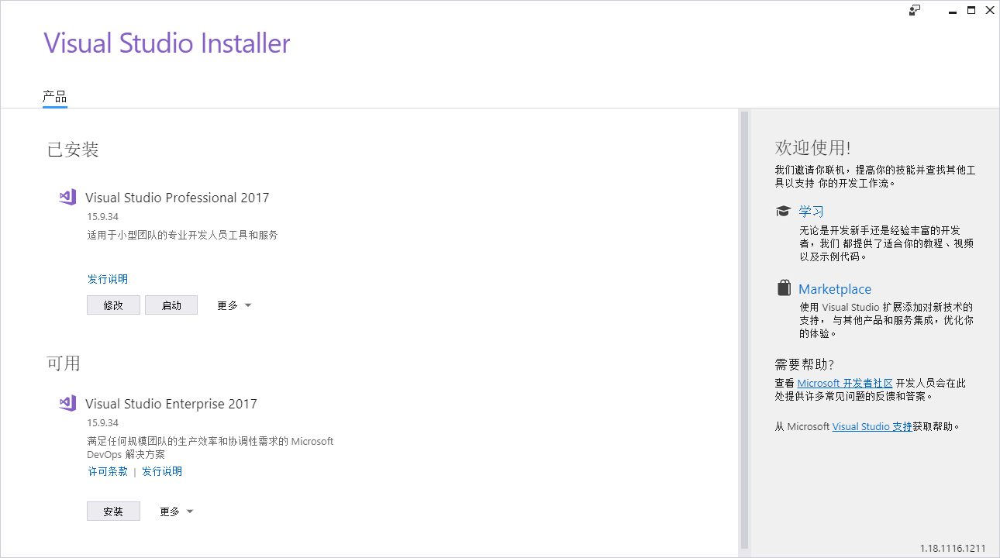 Visual Studio Installer
产品
已安装
Visual Studio Professional 2017
15.9.34
适用于小型团队的专业开发人员工具和服务
发行说明
修改
启动
更多
可用
Visual Studio Enterprise 2017
15.9.34
满足任何规模团队的生产效率和协调性需求的 Microsoft
DevOps 解决方案
许可条款 | 发行说明
安装
更多
欢迎使用!
我们邀请你联机，提高你的技能并查找其他工
具以支持 你的开发工作流。
学习
无论是开发新手还是经验丰富的开发
者，我们 都提供了适合你的教程、视频
以及示例代码。
Marketplace
使用 Visual Studio 扩展添加对新技术的
支持， 与其他产品和服务集成，优化你
的体验。
需要帮助?
查看 Microsoft 开发者社区 开发人员会在此
处提供许多常见问题的反馈和答案。
从 Microsoft Visual Studio 支持获取帮助。
1.18.1116.1211